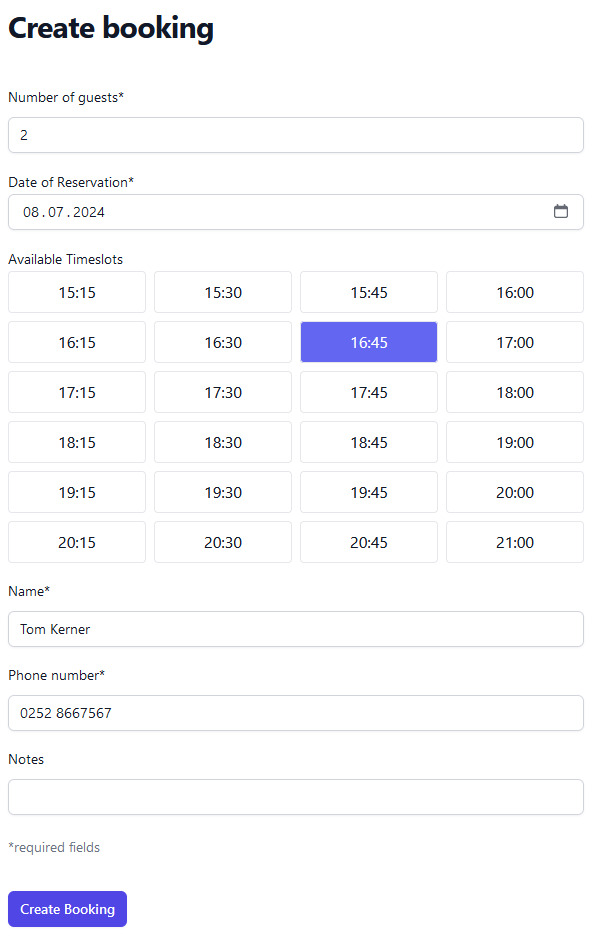 Create booking
Number of guests*
2
Date of Reservation*
08.07.2024
Available Timeslots
15:15 15:30 15:45 16:00
16:15 16:30 16:45 17:00
17:15 17:30 17:45 18:00
18:15 18:30 18:45 19:00
19:15 19:30 19:45 20:00
20:15 20:30 20:45 21:00
Name*
Tom Kerner
Phone number*
0252 8667567
Notes
*required fields
Create Booking